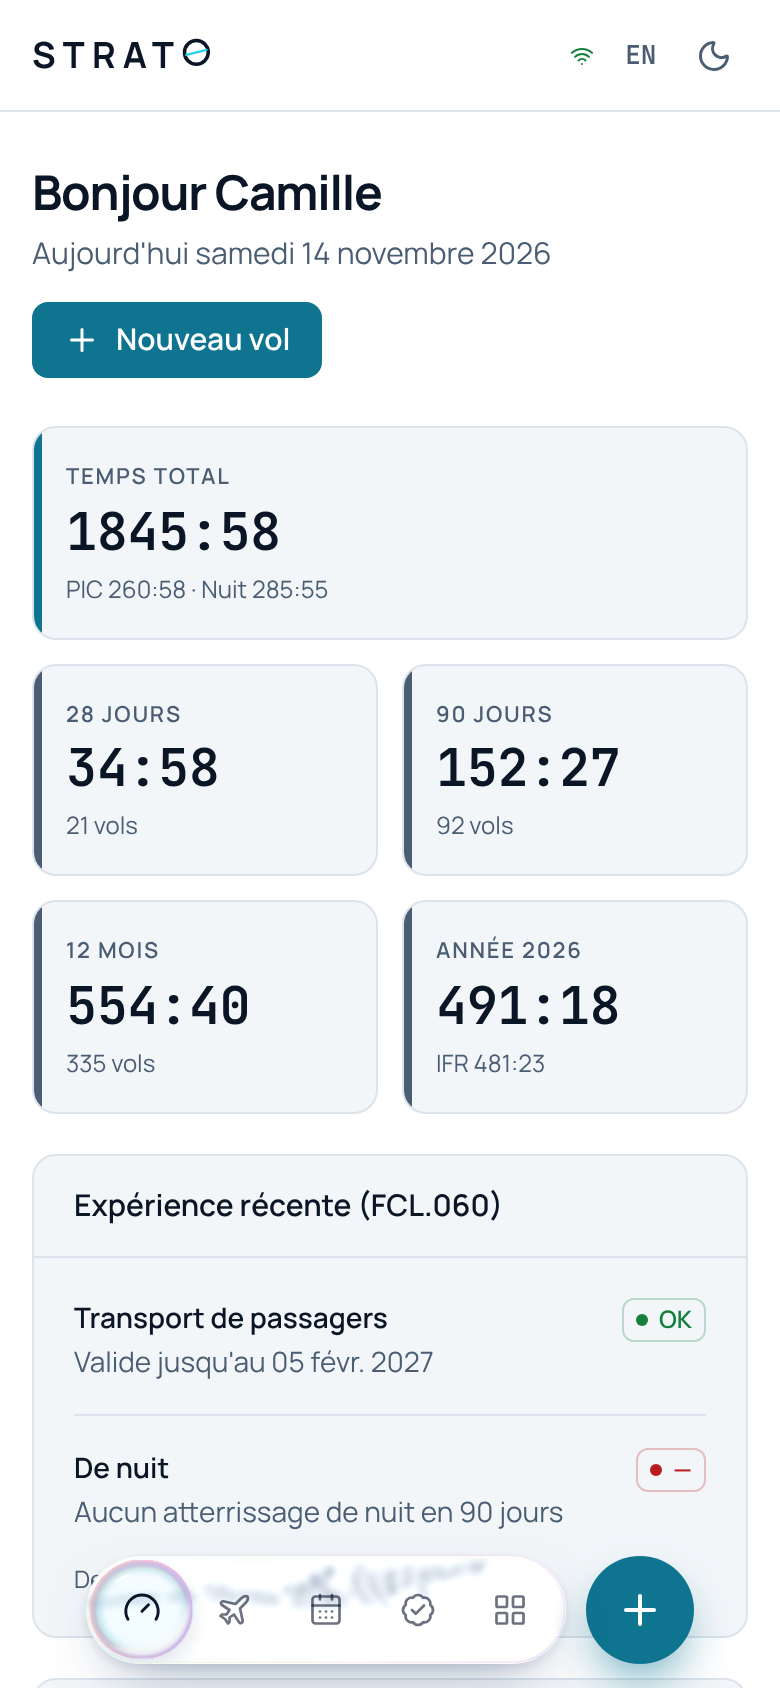 STRATO
EN
Bonjour Camille
Aujourd'hui samedi 14 novembre 2026
+ Nouveau vol
TEMPS TOTAL
1845:58
PIC 260:58 · Nuit 285:55
28 JOURS
34:58
21 vols
90 JOURS
152:27
92 vols
12 MOIS
554:40
335 vols
ANNÉE 2026
491:18
IFR 481:23
Expérience récente (FCL.060)
Transport de passagers
OK
Valide jusqu'au 05 févr. 2027
De nuit
—
Aucun atterrissage de nuit en 90 jours